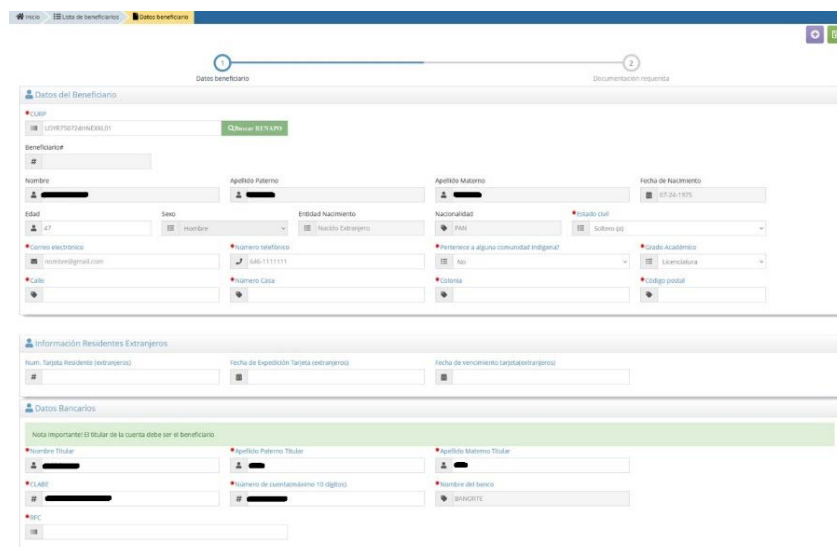 Inicio Lista de beneficiarios Datos beneficiario
1 2
Datos beneficiario Documentación requerida
Datos del Beneficiario
*CURP
Buscar RENAPO
Beneficiario#
#
Nombre Apellido Paterno Apellido Materno Fecha de Nacimiento
07-24-1975
Edad Sexo Entidad Nacimiento Nacionalidad *Estado civil
47 Hombre Nacido Extranjero PAN Soltero (a)
*Correo electrónico *Número telefónico *Pertenece a alguna comunidad indígena? *Grado Académico
nombre@gmail.com 646-1111111 No Licenciatura
*Calle *Número Casa *Colonia *Código postal
Información Residentes Extranjeros
Num. Tarjeta Residente (extranjeros) Fecha de Expedición Tarjeta (extranjeros) Fecha de vencimiento tarjeta(extranjeros)
#
Datos Bancarios
Nota Importante: El titular de la cuenta debe ser el beneficiario
*Nombre Titular *Apellido Paterno Titular *Apellido Materno Titular
*CLABE *Número de cuenta(máximo 10 dígitos) *Nombre del banco
# # BANORTE
*RFC